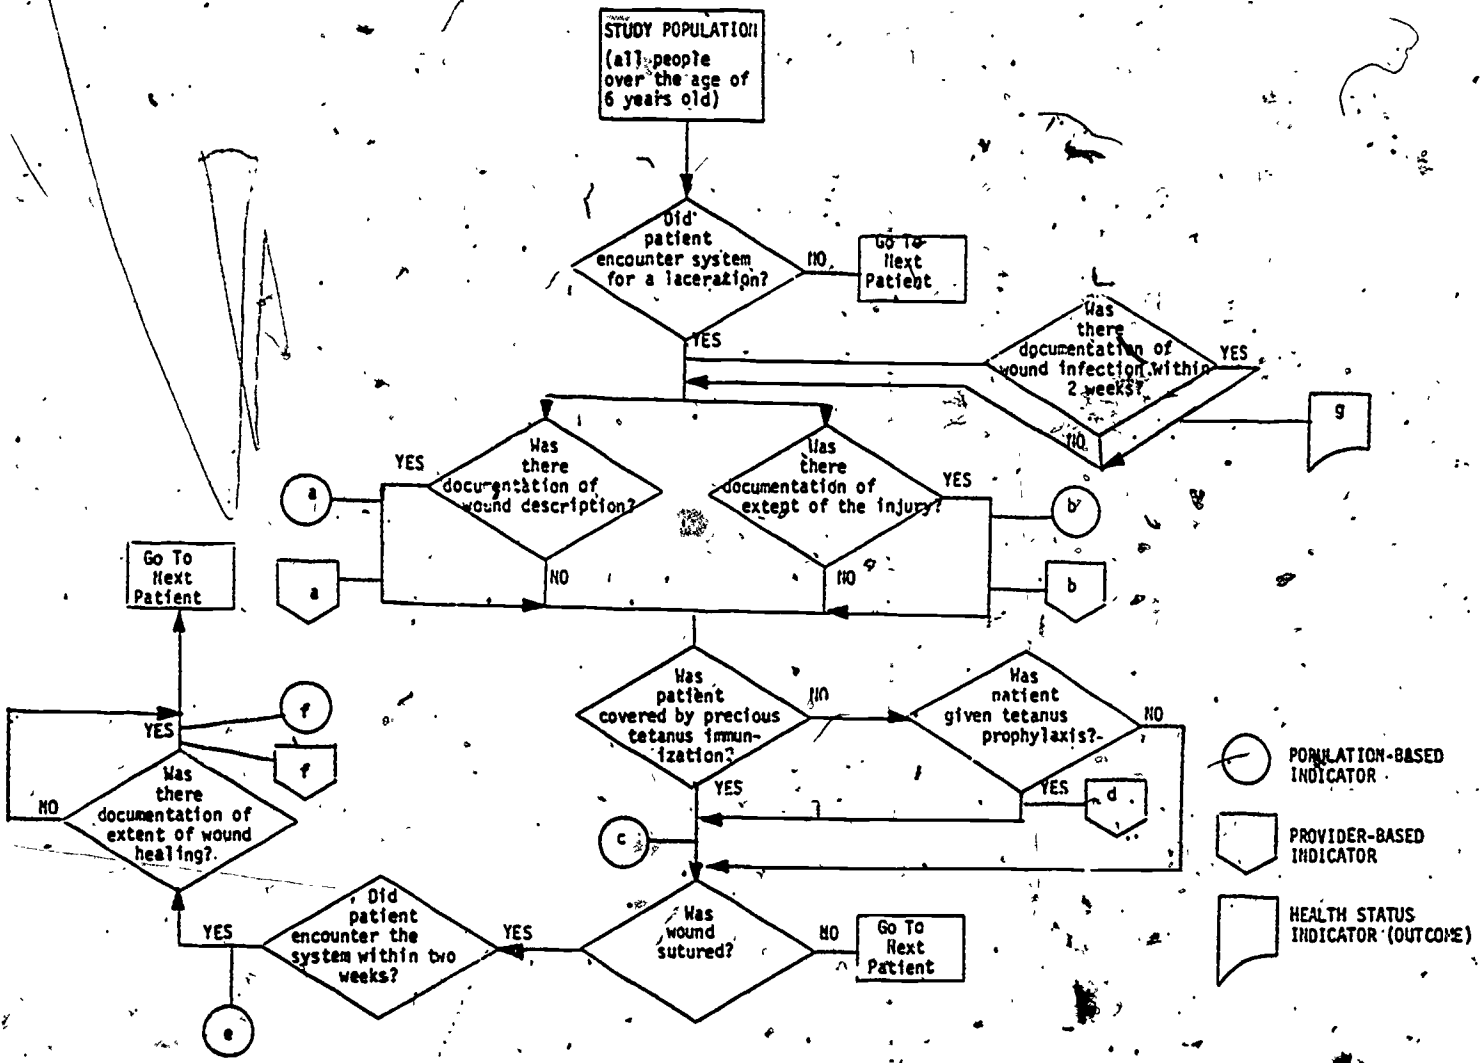 STUDY POPULATION
(all people
over the age of
6 years old)
Did
patient
encounter system
for a laceration?
NO
Go To
Next
Patient
YES
Was
there
documentation of
wound infection within
2 weeks?
YES
NO
g
Was
there
documentation of
wound description?
YES
NO
a
a
Was
there
documentation of
extent of the injury?
YES
NO
b
b
Go To
Next
Patient
Was
patient
covered by precious
tetanus immun-
ization?
NO
YES
Was
natient
given tetanus
prophylaxis?
NO
YES
d
c
YES
f
f
Was
there
documentation of
extent of wound
healing?
NO
Did
patient
encounter the
system within two
weeks?
YES
e
Was
wound
sutured?
YES
NO
Go To
Next
Patient
POPULATION-BASED
INDICATOR
PROVIDER-BASED
INDICATOR
HEALTH STATUS
INDICATOR (OUTCOME)